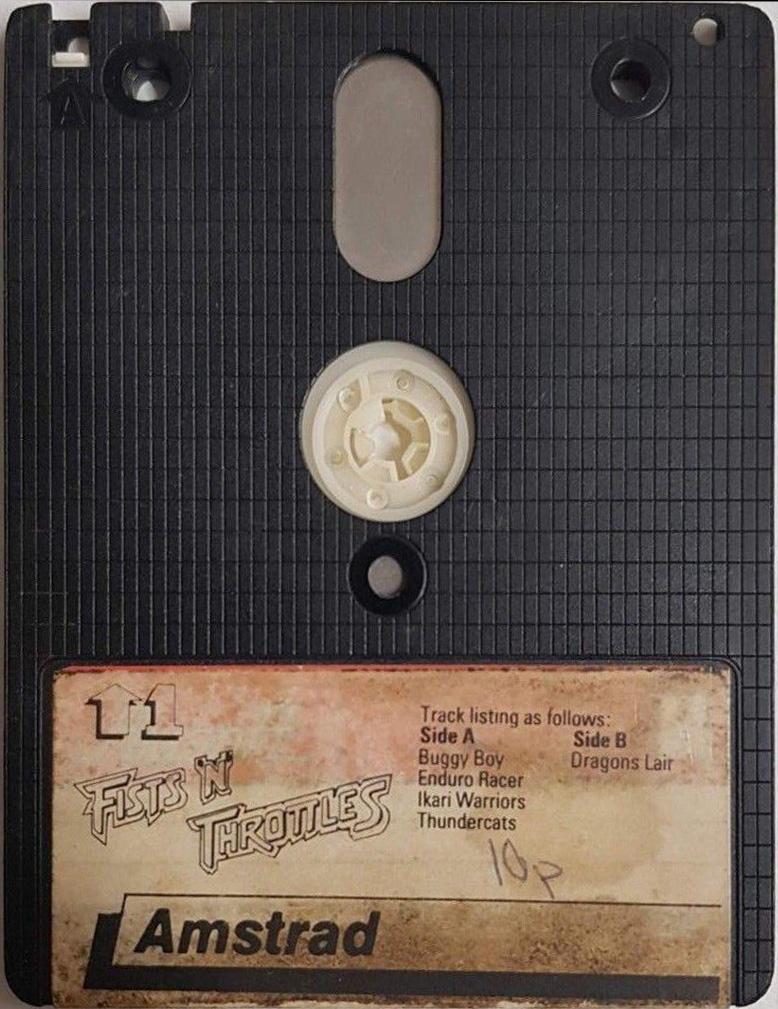 A
1
FISTS 'N' THROTTLES
Track listing as follows:
Side A
Buggy Boy
Enduro Racer
Ikari Warriors
Thundercats
Side B
Dragons Lair
10p
Amstrad